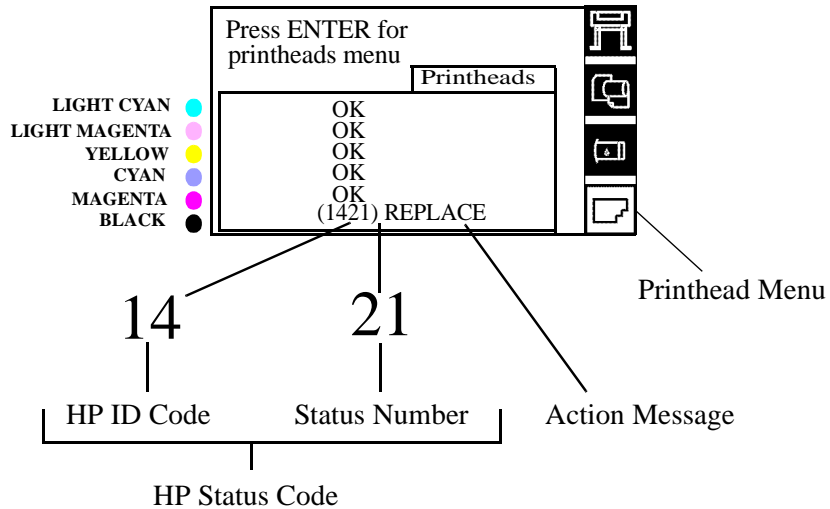 Press ENTER for
printheads menu
Printheads
LIGHT CYAN OK
LIGHT MAGENTA OK
YELLOW OK
CYAN OK
MAGENTA OK
BLACK (1421) REPLACE
Printhead Menu
14 21
HP ID Code Status Number Action Message
HP Status Code